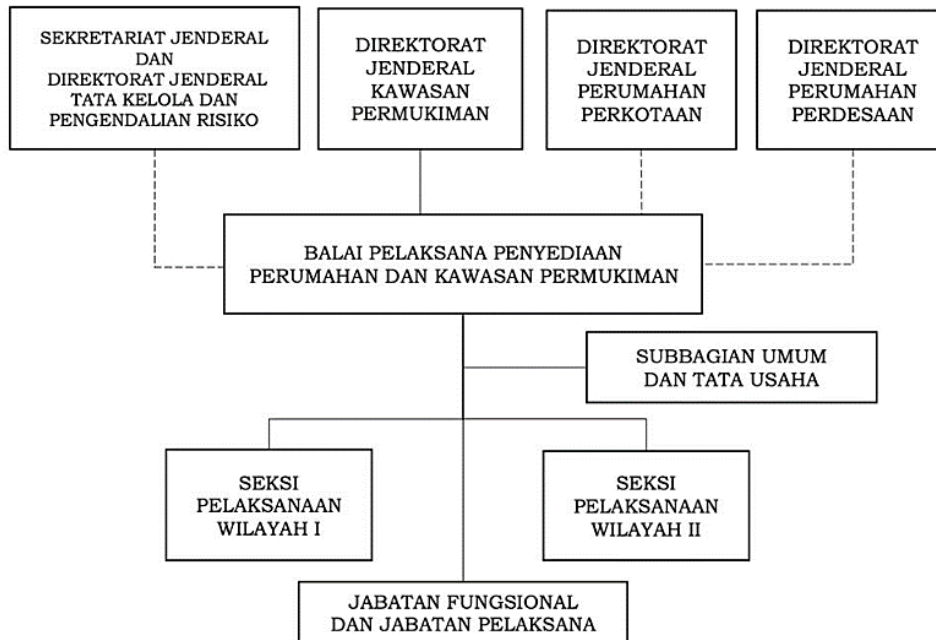 SEKRETARIAT JENDERAL
DAN
DIREKTORAT JENDERAL
TATA KELOLA DAN
PENGENDALIAN RISIKO
DIREKTORAT
JENDERAL
KAWASAN
PERMUKIMAN
DIREKTORAT
JENDERAL
PERUMAHAN
PERKOTAAN
DIREKTORAT
JENDERAL
PERUMAHAN
PERDESAAN
BALAI PELAKSANA PENYEDIAAN
PERUMAHAN DAN KAWASAN PERMUKIMAN
SUBBAGIAN UMUM
DAN TATA USAHA
SEKSI
PELAKSANAAN
WILAYAH I
SEKSI
PELAKSANAAN
WILAYAH II
JABATAN FUNGSIONAL
DAN JABATAN PELAKSANA